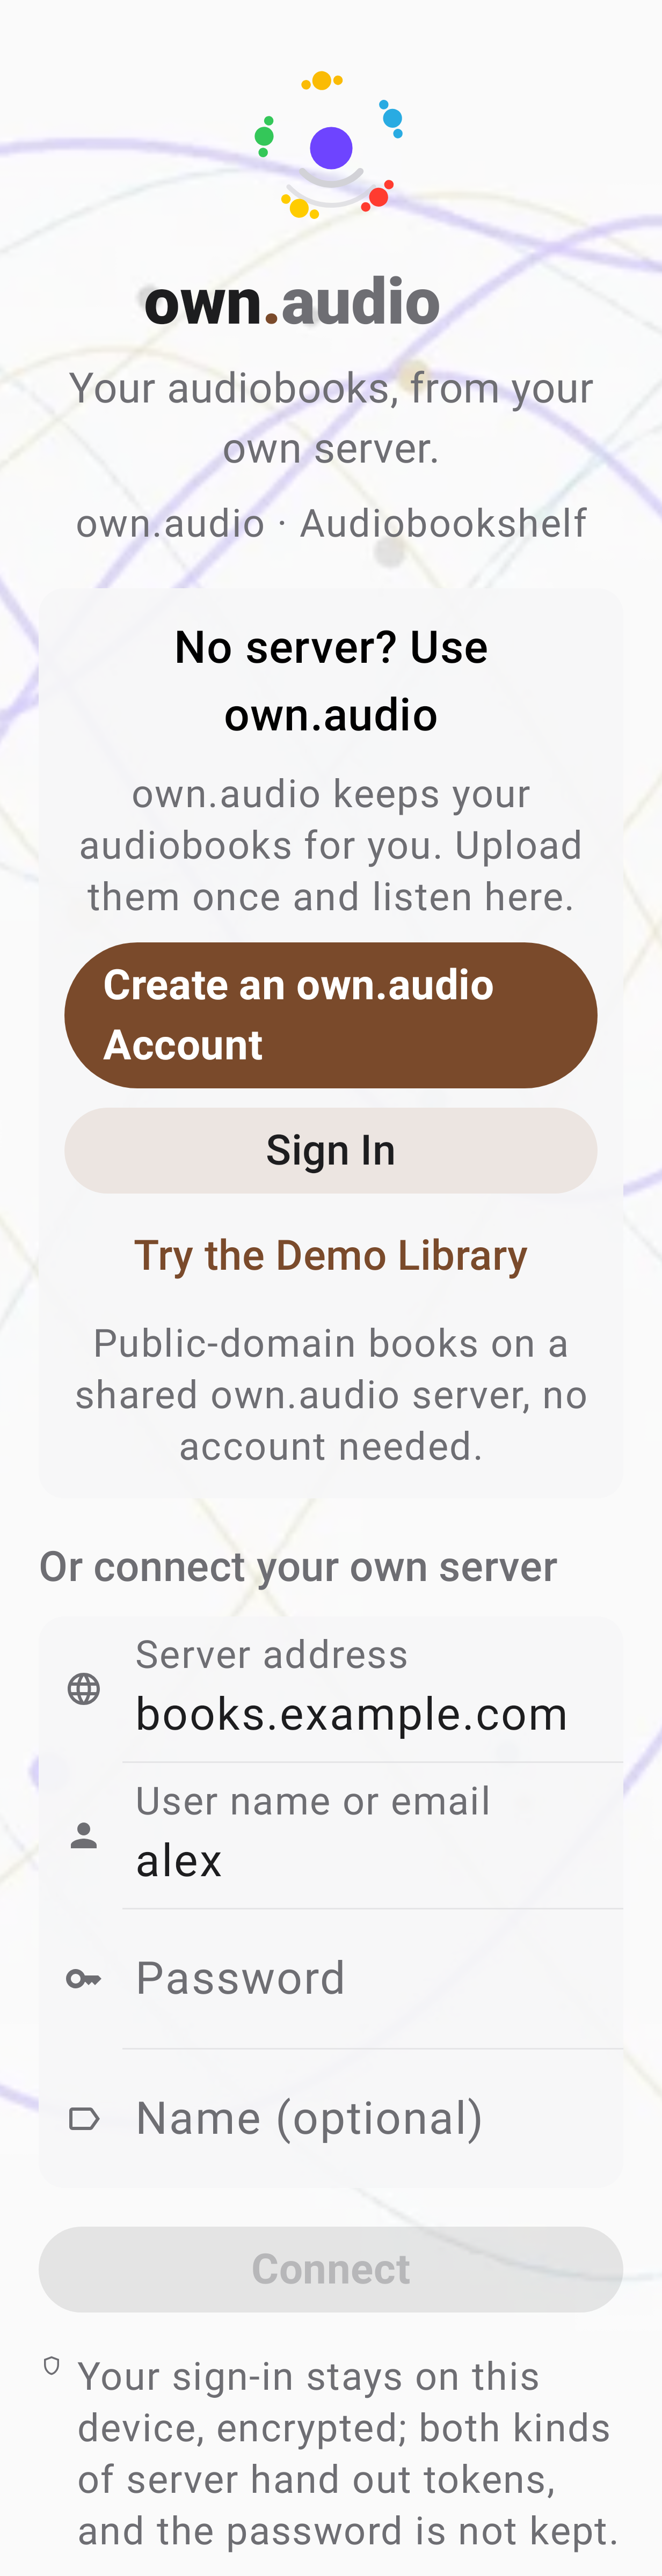 own.audio
Your audiobooks, from your
own server.
own.audio · Audiobookshelf
No server? Use
own.audio
own.audio keeps your
audiobooks for you. Upload
them once and listen here.
Create an own.audio
Account
Sign In
Try the Demo Library
Public-domain books on a
shared own.audio server, no
account needed.
Or connect your own server
Server address
books.example.com
User name or email
alex
Password
Name (optional)
Connect
Your sign-in stays on this
device, encrypted; both kinds
of server hand out tokens,
and the password is not kept.